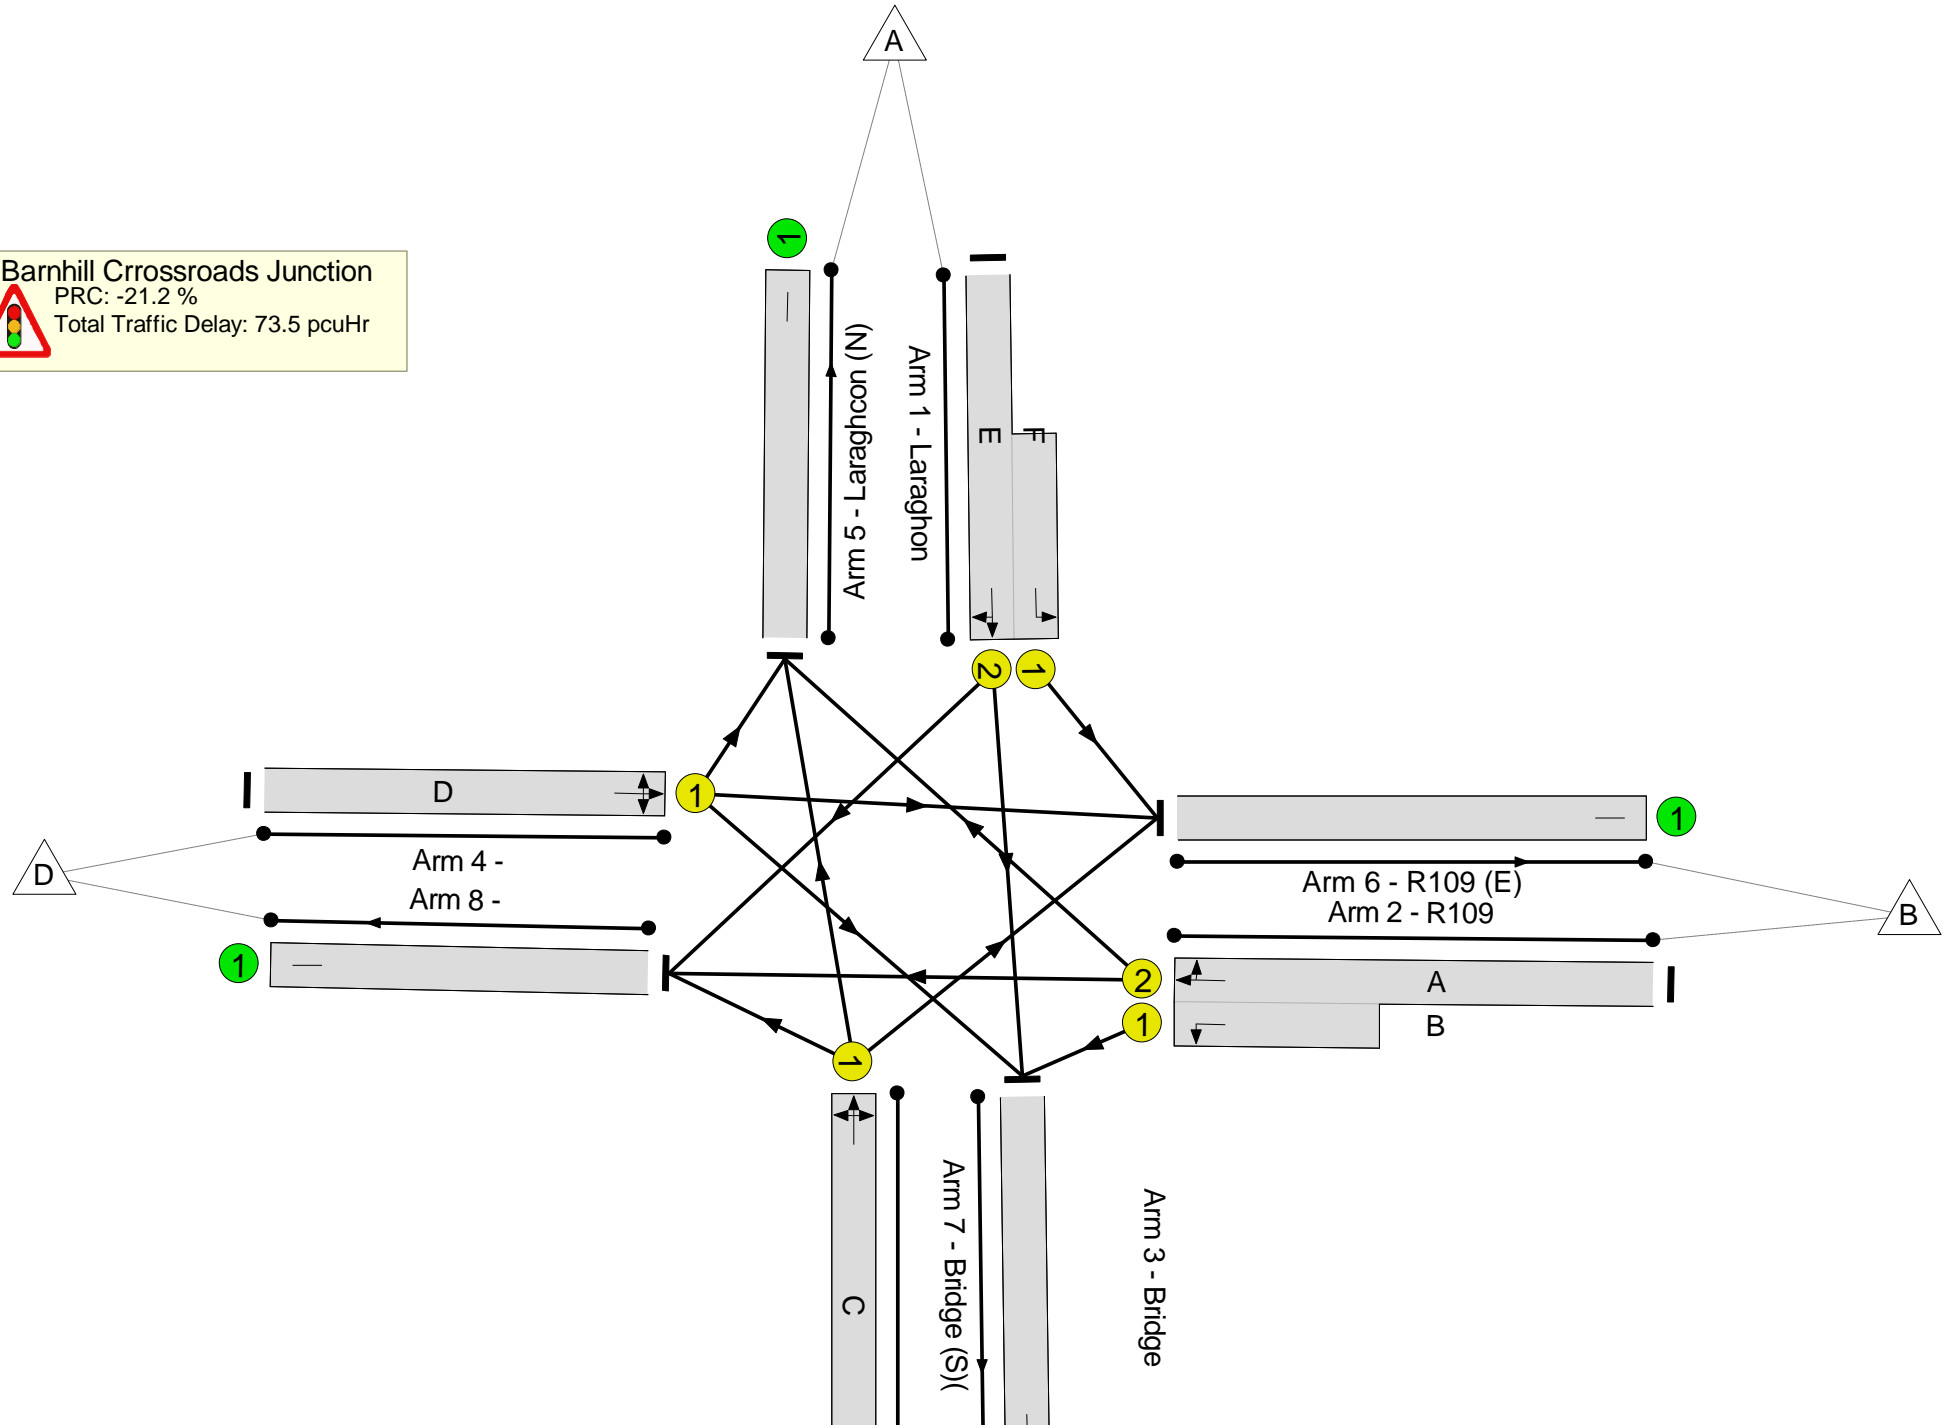 A
Barnhill Crrossroads Junction
PRC: -21.2 %
Total Traffic Delay: 73.5 pcuHr
1
Arm 5 - Laraghcon (N)
Arm 1 - Laraghon
E
F
2
1
D
1
1
Arm 4 -
Arm 8 -
D
1
Arm 6 - R109 (E)
Arm 2 - R109
B
2
A
1
B
1
C
Arm 7 - Bridge (S)(
Arm 3 - Bridge